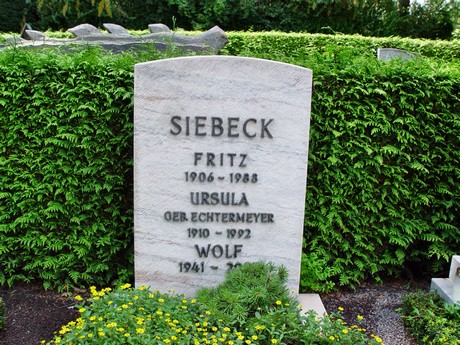 SIEBECK
FRITZ
1906 - 1988
URSULA
GEB. ECHTERMEYER
1910 - 1992
WOLF
1941 -